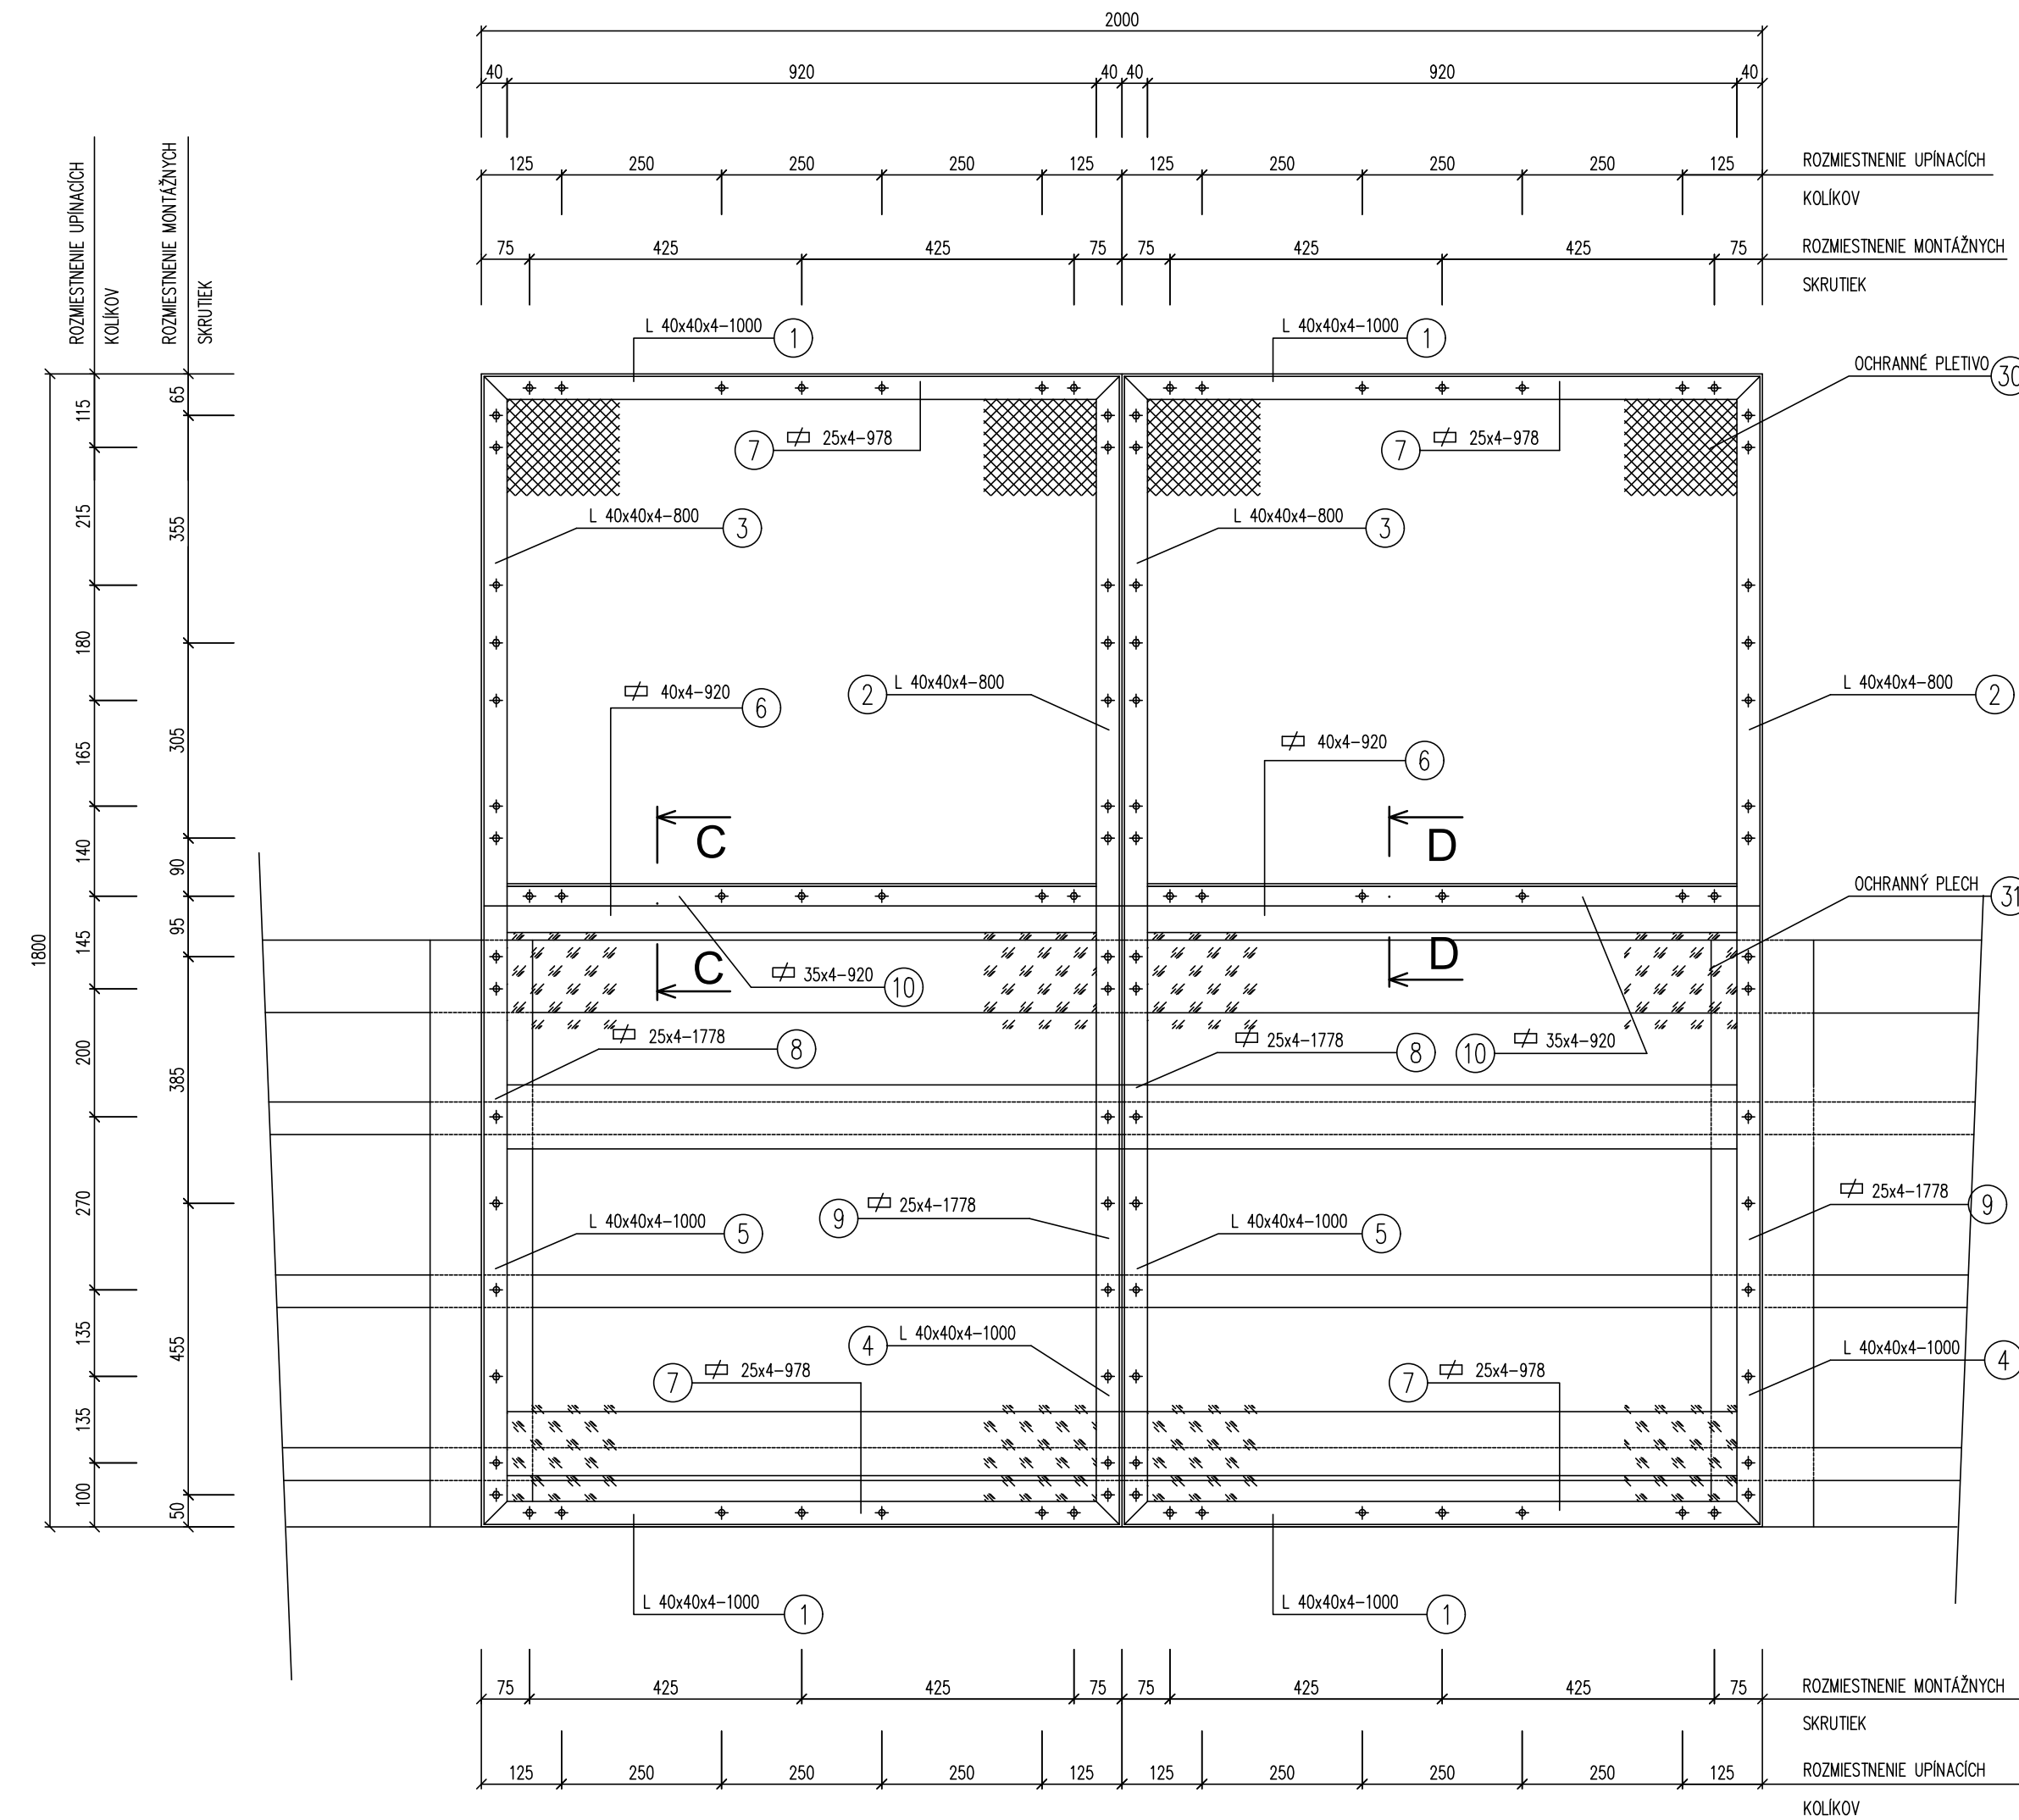 2000
40 920 40 40 920 40
125 250 250 250 125 125 250 250 250 125 ROZMIESTNENIE UPÍNACÍCH
KOLÍKOV
75 425 425 75 75 425 425 75 ROZMIESTNENIE MONTÁŽNYCH
SKRUTIEK
ROZMIESTNENIE UPÍNACÍCH
KOLÍKOV
ROZMIESTNENIE MONTÁŽNYCH
SKRUTIEK
1800
115 215 180 165 140 145 200 270 135 135 100
65 355 305 90 95 385 455 50
L 40x40x4-1000 1
L 40x40x4-1000 1
OCHRANNÉ PLETIVO 30
7 25x4-978
7 25x4-978
L 40x40x4-800 3
L 40x40x4-800 3
40x4-920 6
2 L 40x40x4-800
L 40x40x4-800 2
40x4-920 6
C
D
OCHRANNÝ PLECH 31
C
D
35x4-920 10
25x4-1778 8
25x4-1778 8
10 35x4-920
9 25x4-1778
25x4-1778 9
L 40x40x4-1000 5
L 40x40x4-1000 5
4 L 40x40x4-1000
L 40x40x4-1000 4
7 25x4-978
7 25x4-978
L 40x40x4-1000 1
L 40x40x4-1000 1
75 425 425 75 75 425 425 75 ROZMIESTNENIE MONTÁŽNYCH
SKRUTIEK
125 250 250 250 125 125 250 250 250 125 ROZMIESTNENIE UPÍNACÍCH
KOLÍKOV